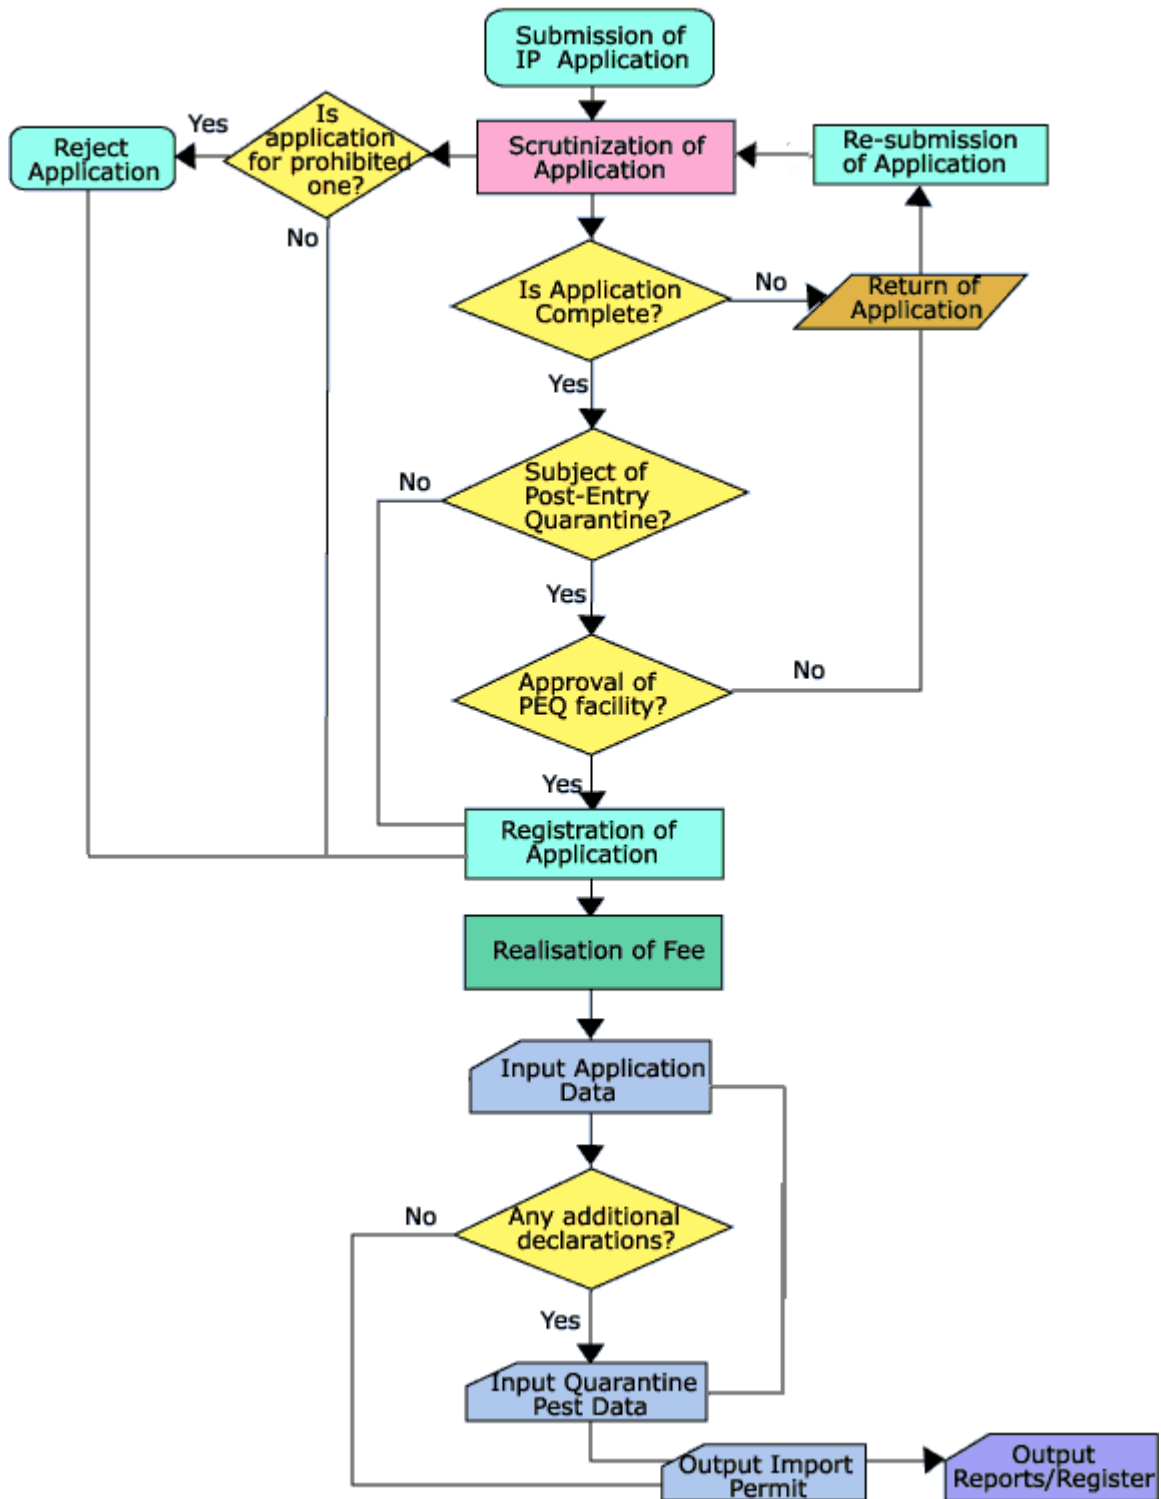 Submission of
IP Application
Is
application
for prohibited
one?
Yes
Reject
Application
Scrutinization of
Application
Re-submission
of Application
No
Is Application
Complete?
No
Return of
Application
Yes
Subject of
Post-Entry
Quarantine?
No
Yes
Approval of
PEQ facility?
No
Yes
Registration of
Application
Realisation of Fee
Input Application
Data
Any additional
declarations?
No
Yes
Input Quarantine
Pest Data
Output Import
Permit
Output
Reports/Register